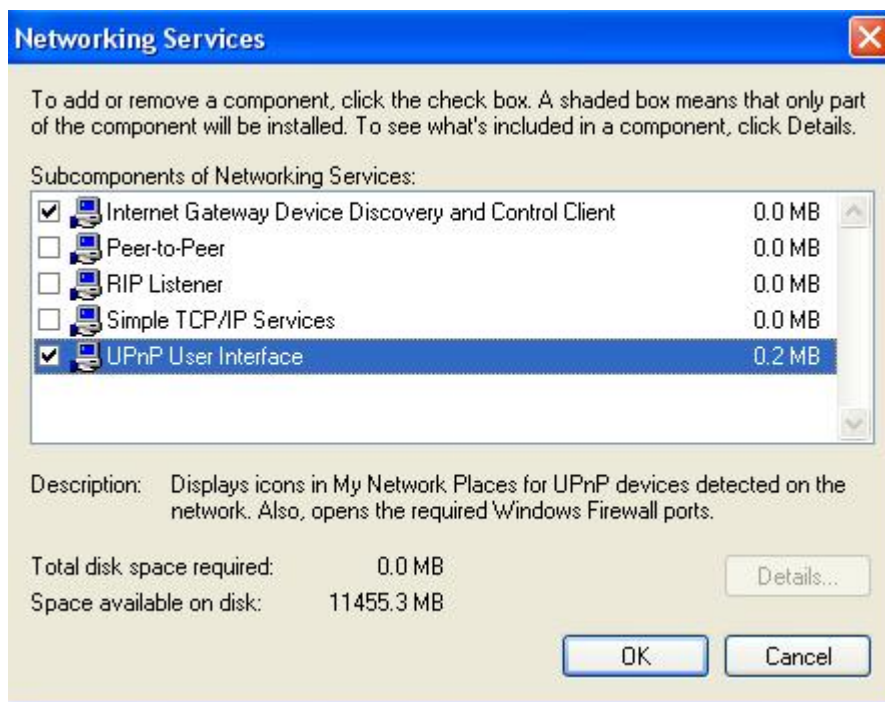 Networking Services
To add or remove a component, click the check box. A shaded box means that only part
of the component will be installed. To see what's included in a component, click Details.
Subcomponents of Networking Services:
Internet Gateway Device Discovery and Control Client 0.0 MB
Peer-to-Peer 0.0 MB
RIP Listener 0.0 MB
Simple TCP/IP Services 0.0 MB
UPnP User Interface 0.2 MB
Description: Displays icons in My Network Places for UPnP devices detected on the
network. Also, opens the required Windows Firewall ports.
Total disk space required: 0.0 MB
Details...
Space available on disk: 11455.3 MB
OK Cancel